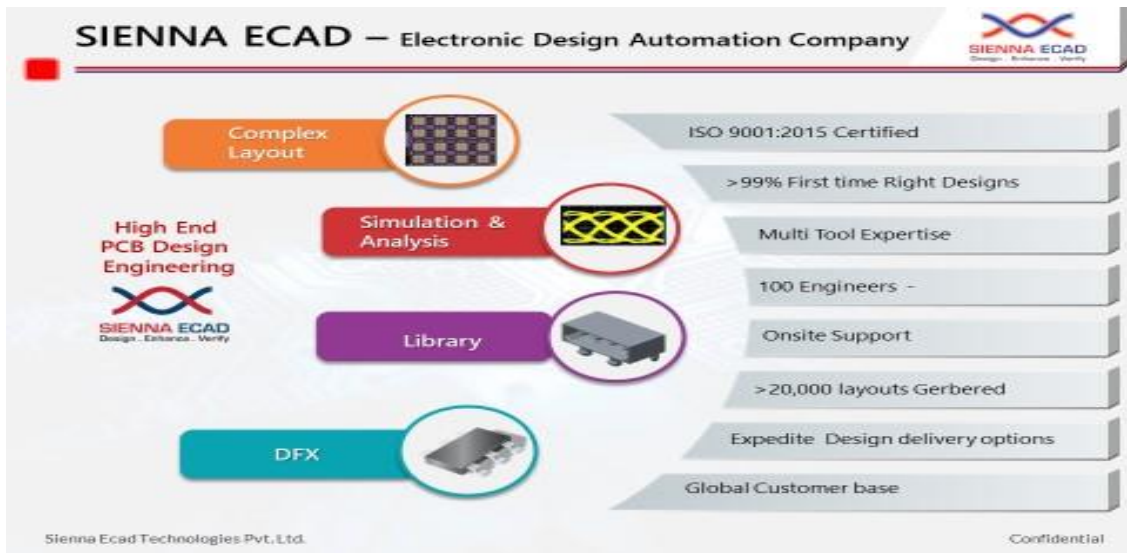 SIENNA ECAD – Electronic Design Automation Company
SIENNA ECAD
Design . Enhance . Verify
Complex
Layout
Simulation &
Analysis
High End
PCB Design
Engineering
SIENNA ECAD
Design . Enhance . Verify
Library
DFX
ISO 9001:2015 Certified
>99% First time Right Designs
Multi Tool Expertise
100 Engineers -
Onsite Support
>20,000 layouts Gerbered
Expedite Design delivery options
Global Customer base
Sienna Ecad Technologies Pvt. Ltd.
Confidential